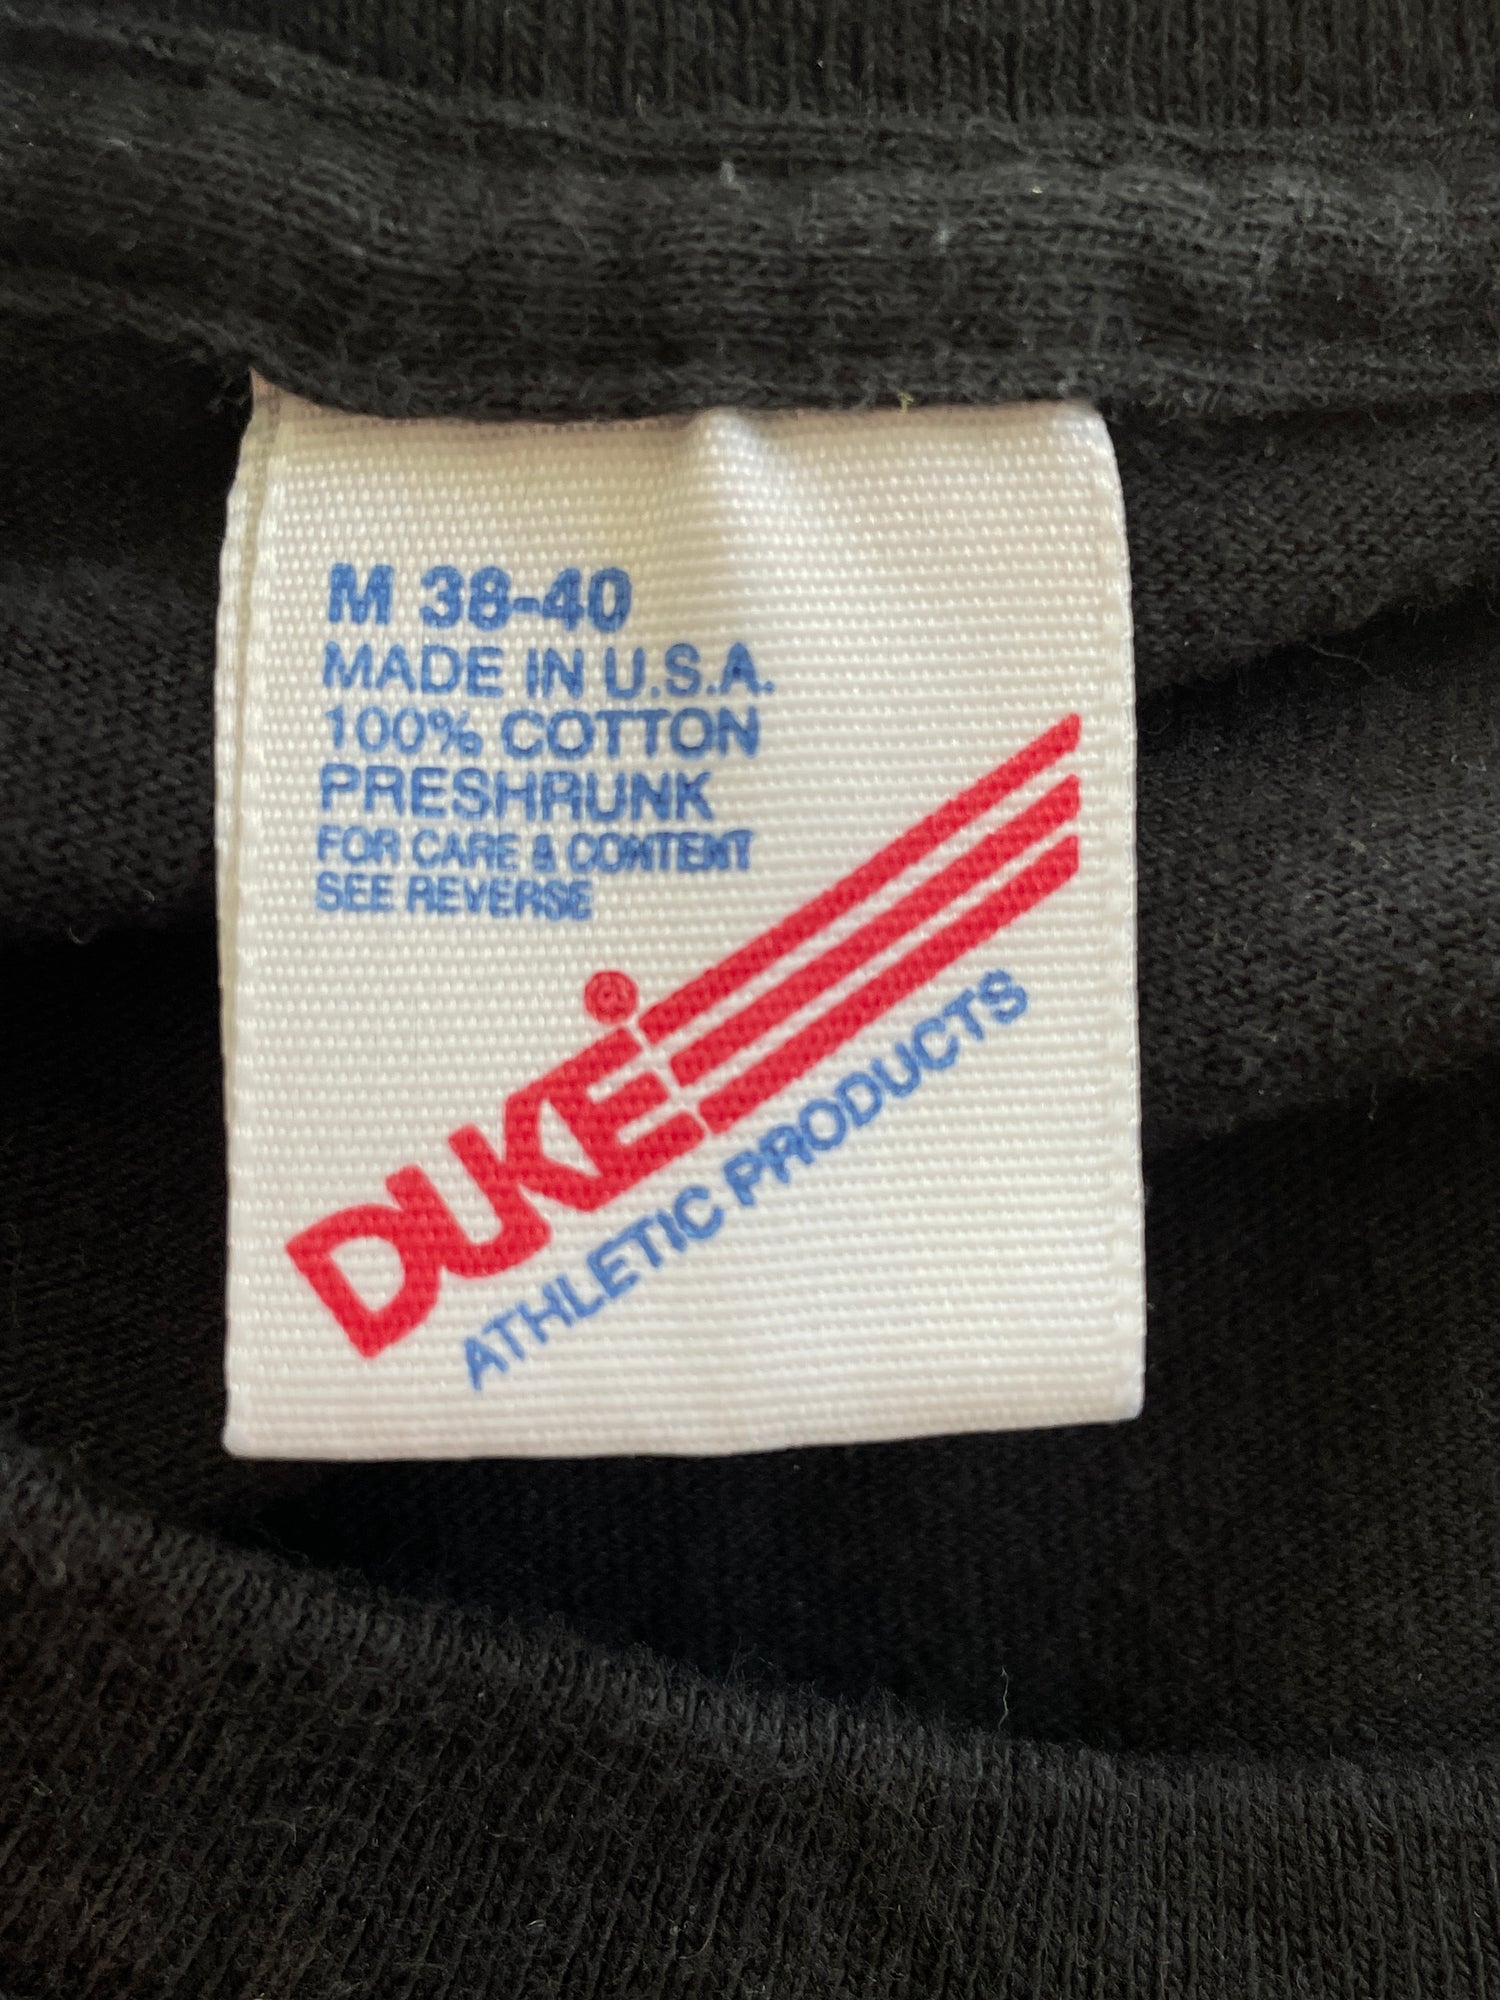 M 38-40
MADE IN U.S.A.
100% COTTON
PRESHRUNK
FOR CARE & CONTENT
SEE REVERSE
DUKE®
ATHLETIC PRODUCTS